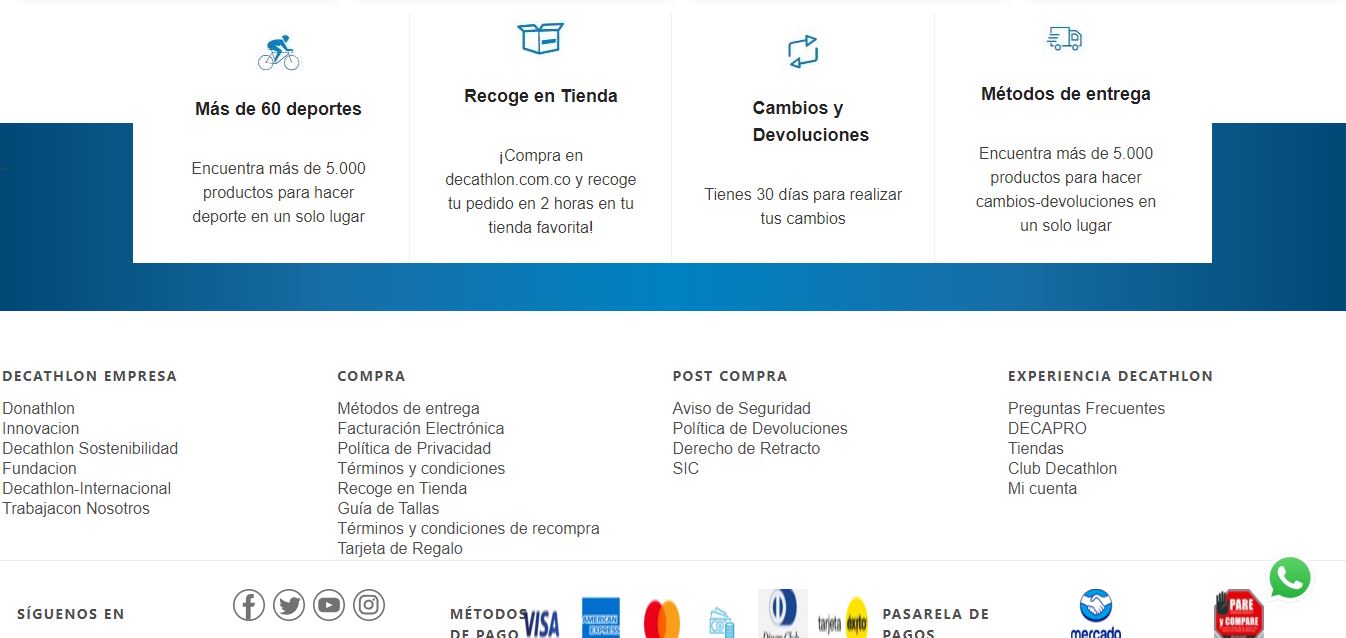 Más de 60 deportes
Encuentra más de 5.000
productos para hacer
deporte en un solo lugar
Recoge en Tienda
¡Compra en
decathlon.com.co y recoge
tu pedido en 2 horas en tu
tienda favorita!
Cambios y
Devoluciones
Tienes 30 días para realizar
tus cambios
Métodos de entrega
Encuentra más de 5.000
productos para hacer
cambios-devoluciones en
un solo lugar
DECATHLON EMPRESA
Donathlon
Innovacion
Decathlon Sostenibilidad
Fundacion
Decathlon-Internacional
Trabajacon Nosotros
COMPRA
Métodos de entrega
Facturación Electrónica
Política de Privacidad
Términos y condiciones
Recoge en Tienda
Guía de Tallas
Términos y condiciones de recompra
Tarjeta de Regalo
POST COMPRA
Aviso de Seguridad
Política de Devoluciones
Derecho de Retracto
SIC
EXPERIENCIA DECATHLON
Preguntas Frecuentes
DECAPRO
Tiendas
Club Decathlon
Mi cuenta
SÍGUENOS EN
MÉTODOS
DE PAGO
VISA
AMERICAN
EXPRESS
Diners Club
tarjeta éxito
PASARELA DE
PAGOS
mercado
PARE
y COMPARE